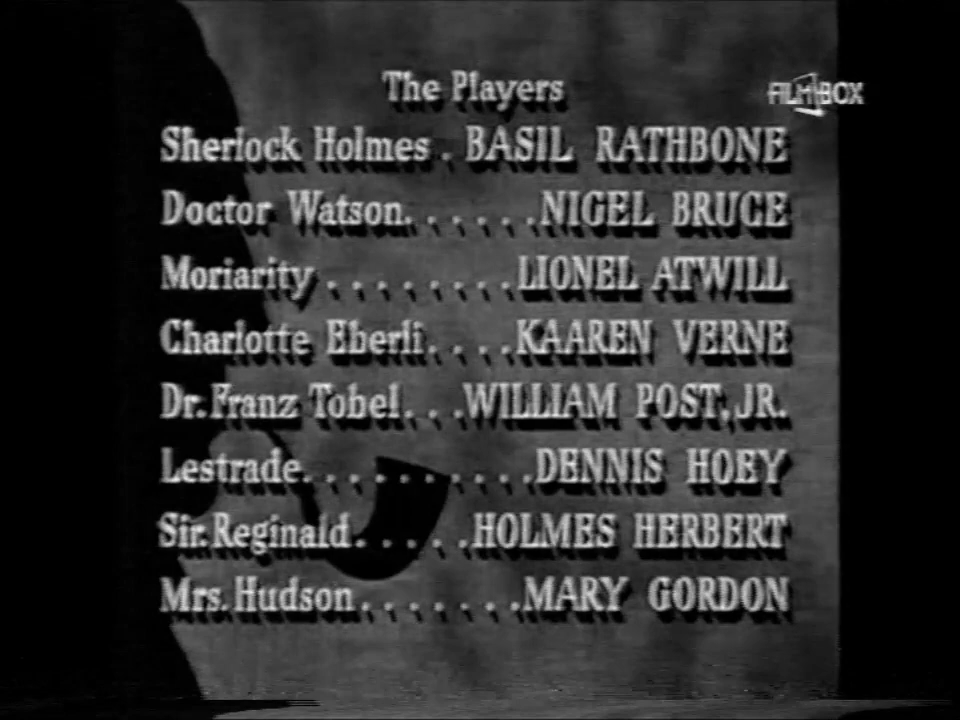 The Players
FILMBOX
Sherlock Holmes . BASIL RATHBONE
Doctor Watson. . . . . . NIGEL BRUCE
Moriarity . . . . . . . . LIONEL ATWILL
Charlotte Eberli. . . . KAAREN VERNE
Dr. Franz Tobel. . . WILLIAM POST, JR.
Lestrade. . . . . . . . . . DENNIS HOEY
Sir. Reginald. . . . . HOLMES HERBERT
Mrs. Hudson. . . . . . . MARY GORDON